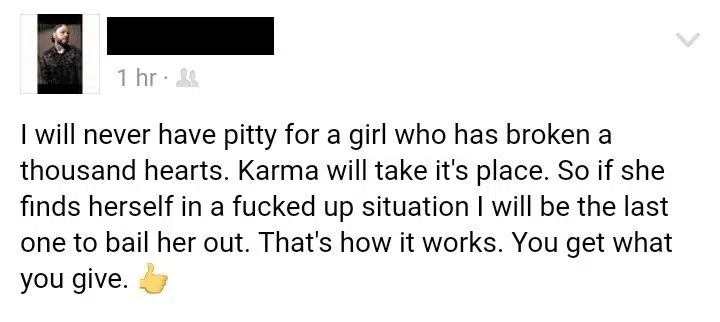 1 hr ·
I will never have pitty for a girl who has broken a
thousand hearts. Karma will take it's place. So if she
finds herself in a fucked up situation I will be the last
one to bail her out. That's how it works. You get what
you give. 👍